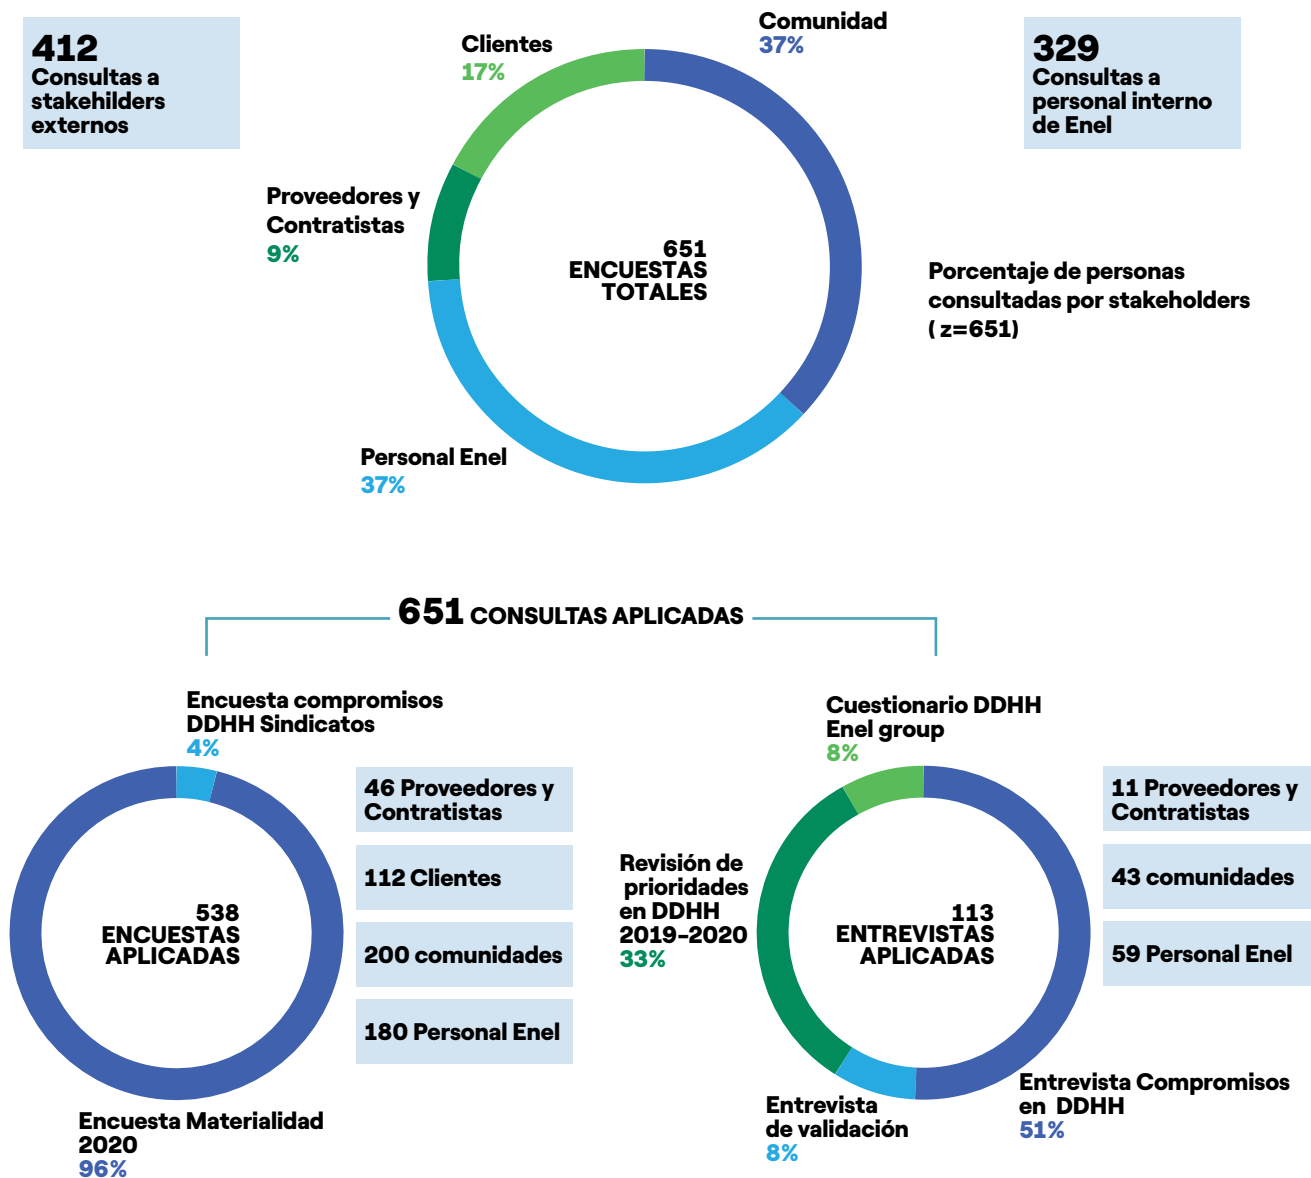 412
Consultas a
stakehilders
externos
Clientes
17%
Comunidad
37%
329
Consultas a
personal interno
de Enel
Proveedores y
Contratistas
9%
651
ENCUESTAS
TOTALES
Porcentaje de personas
consultadas por stakeholders
( z=651)
Personal Enel
37%
651 CONSULTAS APLICADAS
Encuesta compromisos
DDHH Sindicatos
4%
538
ENCUESTAS
APLICADAS
46 Proveedores y
Contratistas
112 Clientes
200 comunidades
180 Personal Enel
Encuesta Materialidad
2020
96%
Cuestionario DDHH
Enel group
8%
Revisión de
prioridades
en DDHH
2019-2020
33%
113
ENTREVISTAS
APLICADAS
11 Proveedores y
Contratistas
43 comunidades
59 Personal Enel
Entrevista
de validación
8%
Entrevista Compromisos
en DDHH
51%